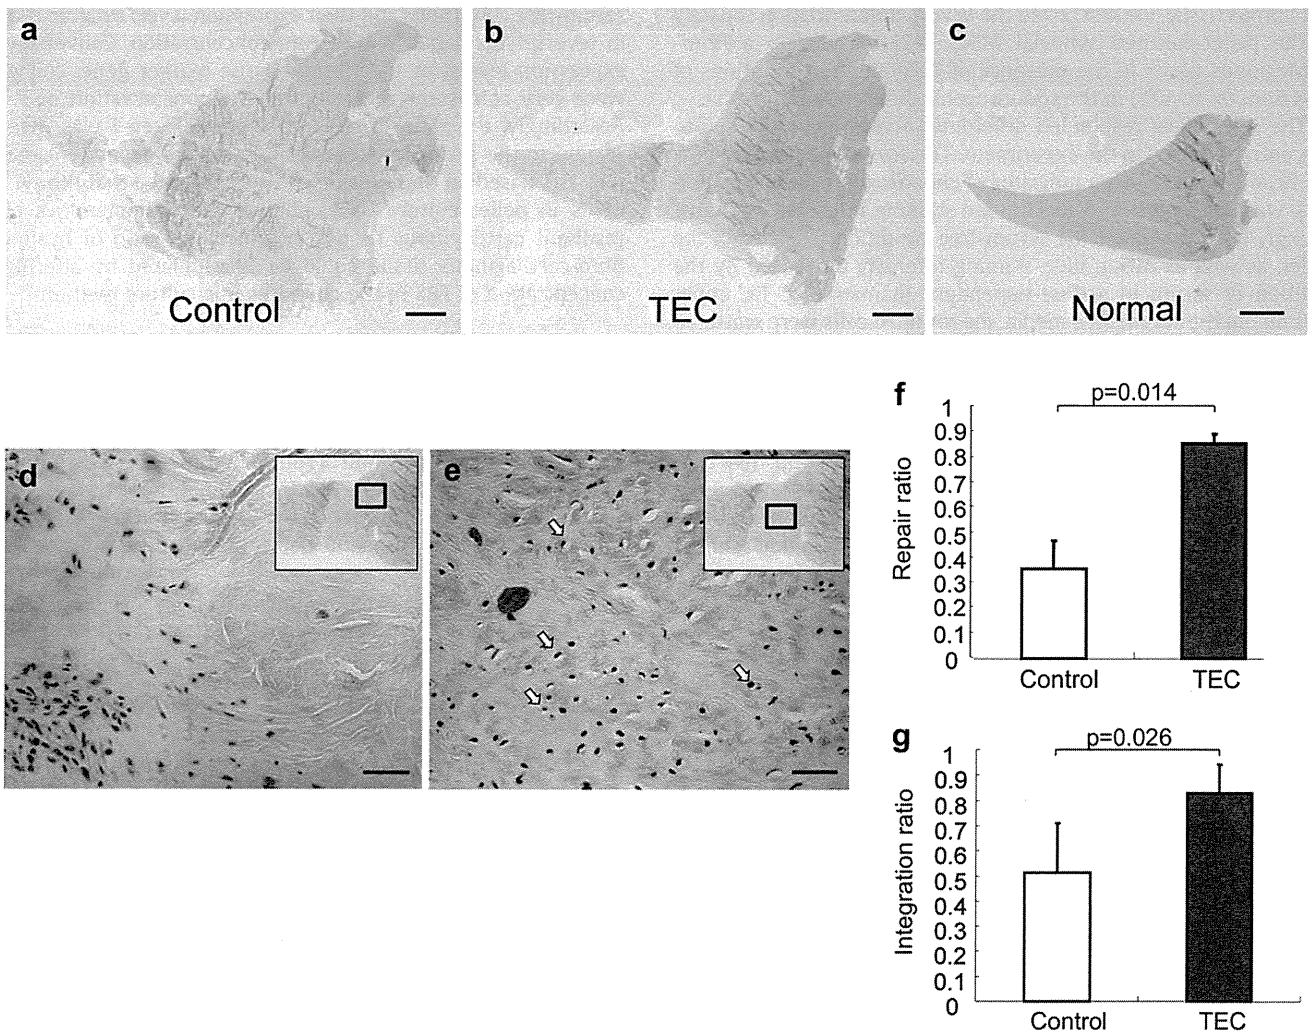 a
b
c
Control
TEC
Normal
d
e
f
p=0.014
Repair ratio
1
0.9
0.8
0.7
0.6
0.5
0.4
0.3
0.2
0.1
0
Control
TEC
g
p=0.026
Integration ratio
1
0.9
0.8
0.7
0.6
0.5
0.4
0.3
0.2
0.1
0
Control
TEC